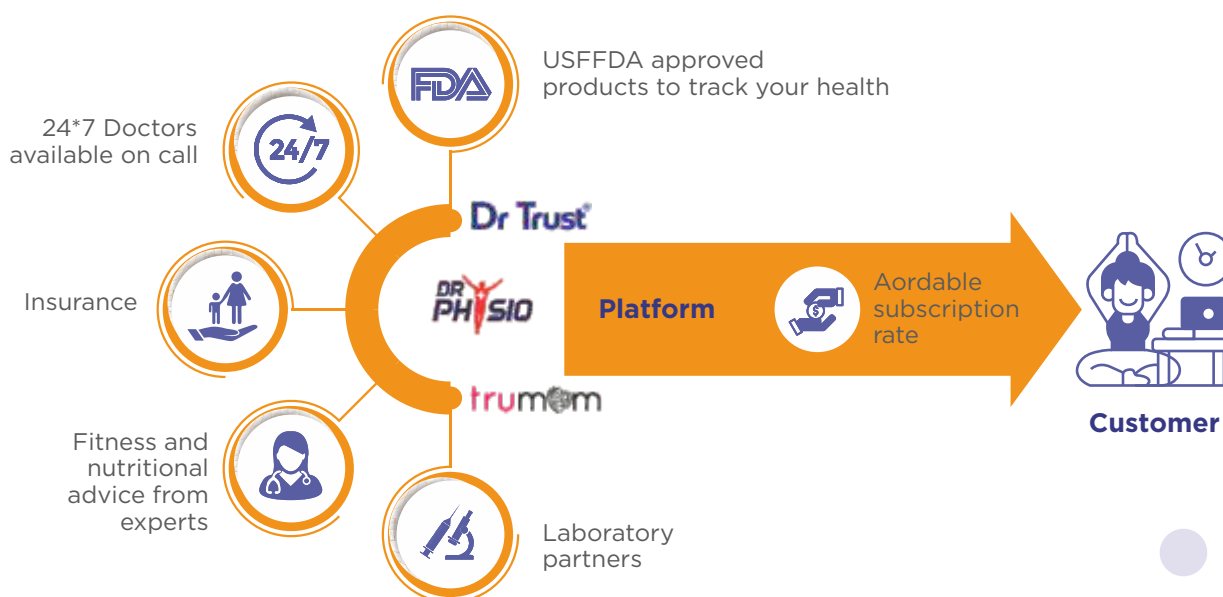 FDA
USFFDA approved
products to track your health
24*7 Doctors
available on call
24/7
Dr Trust®
Insurance
DR
PHYSIO
Platform
$
Aordable
subscription
rate
trumom
Customer
Fitness and
nutritional
advice from
experts
Laboratory
partners